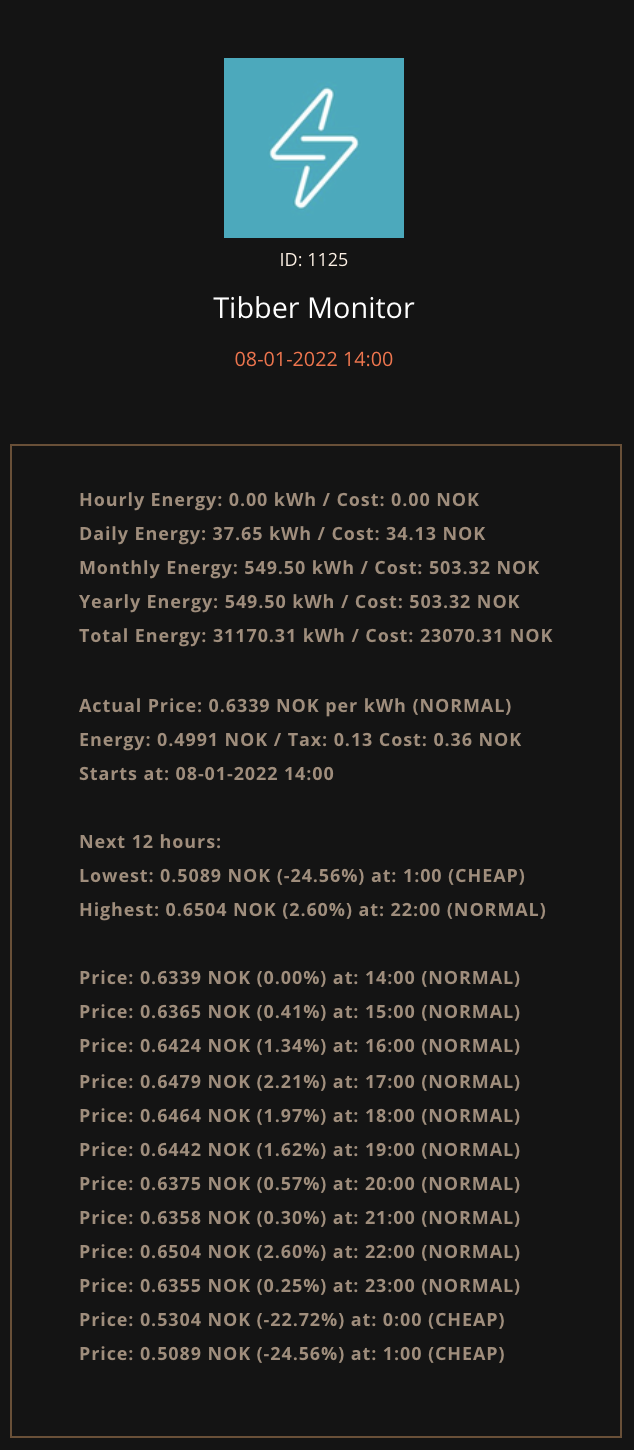 ID: 1125
Tibber Monitor
08-01-2022 14:00
Hourly Energy: 0.00 kWh / Cost: 0.00 NOK
Daily Energy: 37.65 kWh / Cost: 34.13 NOK
Monthly Energy: 549.50 kWh / Cost: 503.32 NOK
Yearly Energy: 549.50 kWh / Cost: 503.32 NOK
Total Energy: 31170.31 kWh / Cost: 23070.31 NOK
Actual Price: 0.6339 NOK per kWh (NORMAL)
Energy: 0.4991 NOK / Tax: 0.13 Cost: 0.36 NOK
Starts at: 08-01-2022 14:00
Next 12 hours:
Lowest: 0.5089 NOK (-24.56%) at: 1:00 (CHEAP)
Highest: 0.6504 NOK (2.60%) at: 22:00 (NORMAL)
Price: 0.6339 NOK (0.00%) at: 14:00 (NORMAL)
Price: 0.6365 NOK (0.41%) at: 15:00 (NORMAL)
Price: 0.6424 NOK (1.34%) at: 16:00 (NORMAL)
Price: 0.6479 NOK (2.21%) at: 17:00 (NORMAL)
Price: 0.6464 NOK (1.97%) at: 18:00 (NORMAL)
Price: 0.6442 NOK (1.62%) at: 19:00 (NORMAL)
Price: 0.6375 NOK (0.57%) at: 20:00 (NORMAL)
Price: 0.6358 NOK (0.30%) at: 21:00 (NORMAL)
Price: 0.6504 NOK (2.60%) at: 22:00 (NORMAL)
Price: 0.6355 NOK (0.25%) at: 23:00 (NORMAL)
Price: 0.5304 NOK (-22.72%) at: 0:00 (CHEAP)
Price: 0.5089 NOK (-24.56%) at: 1:00 (CHEAP)